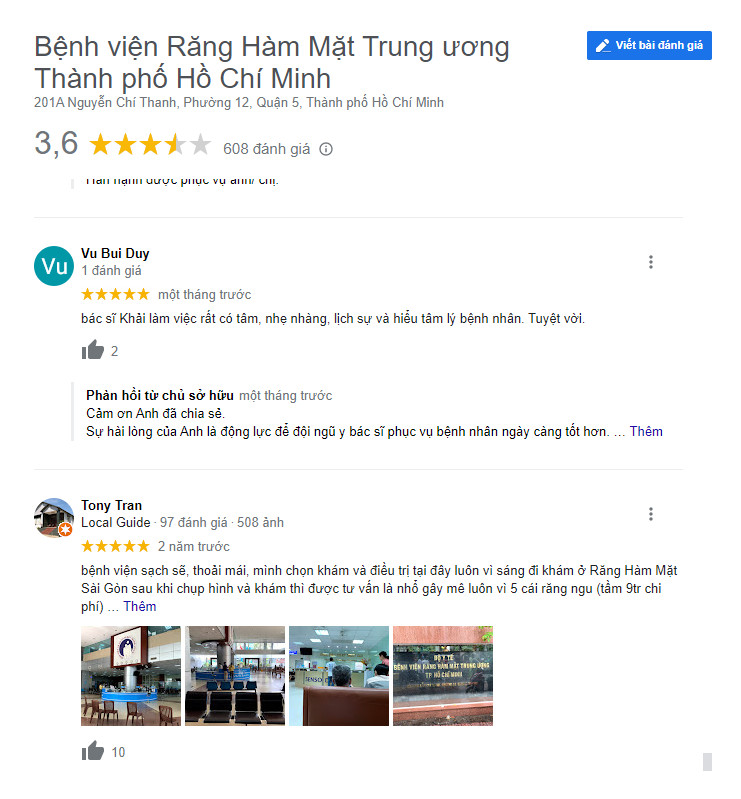 Bệnh viện Răng Hàm Mặt Trung ương
Thành phố Hồ Chí Minh
Viết bài đánh giá
201A Nguyễn Chí Thanh, Phường 12, Quận 5, Thành phố Hồ Chí Minh
3,6 608 đánh giá
Hân hạnh được phục vụ anh/ chị.
Vu
Vu Bui Duy
1 đánh giá
một tháng trước
bác sĩ Khải làm việc rất có tâm, nhẹ nhàng, lịch sự và hiểu tâm lý bệnh nhân. Tuyệt vời.
2
Phản hồi từ chủ sở hữu một tháng trước
Cảm ơn Anh đã chia sẻ.
Sự hài lòng của Anh là động lực để đội ngũ y bác sĩ phục vụ bệnh nhân ngày càng tốt hơn. … Thêm
Tony Tran
Local Guide · 97 đánh giá · 508 ảnh
2 năm trước
bệnh viện sạch sẽ, thoải mái, mình chọn khám và điều trị tại đây luôn vì sáng đi khám ở Răng Hàm Mặt
Sài Gòn sau khi chụp hình và khám thì được tư vấn là nhổ gây mê luôn vì 5 cái răng ngu (tầm 9tr chi
phí) … Thêm
BỘ Y TẾ
BỆNH VIỆN RĂNG HÀM MẶT TRUNG ƯƠNG
TP HỒ CHÍ MINH
10